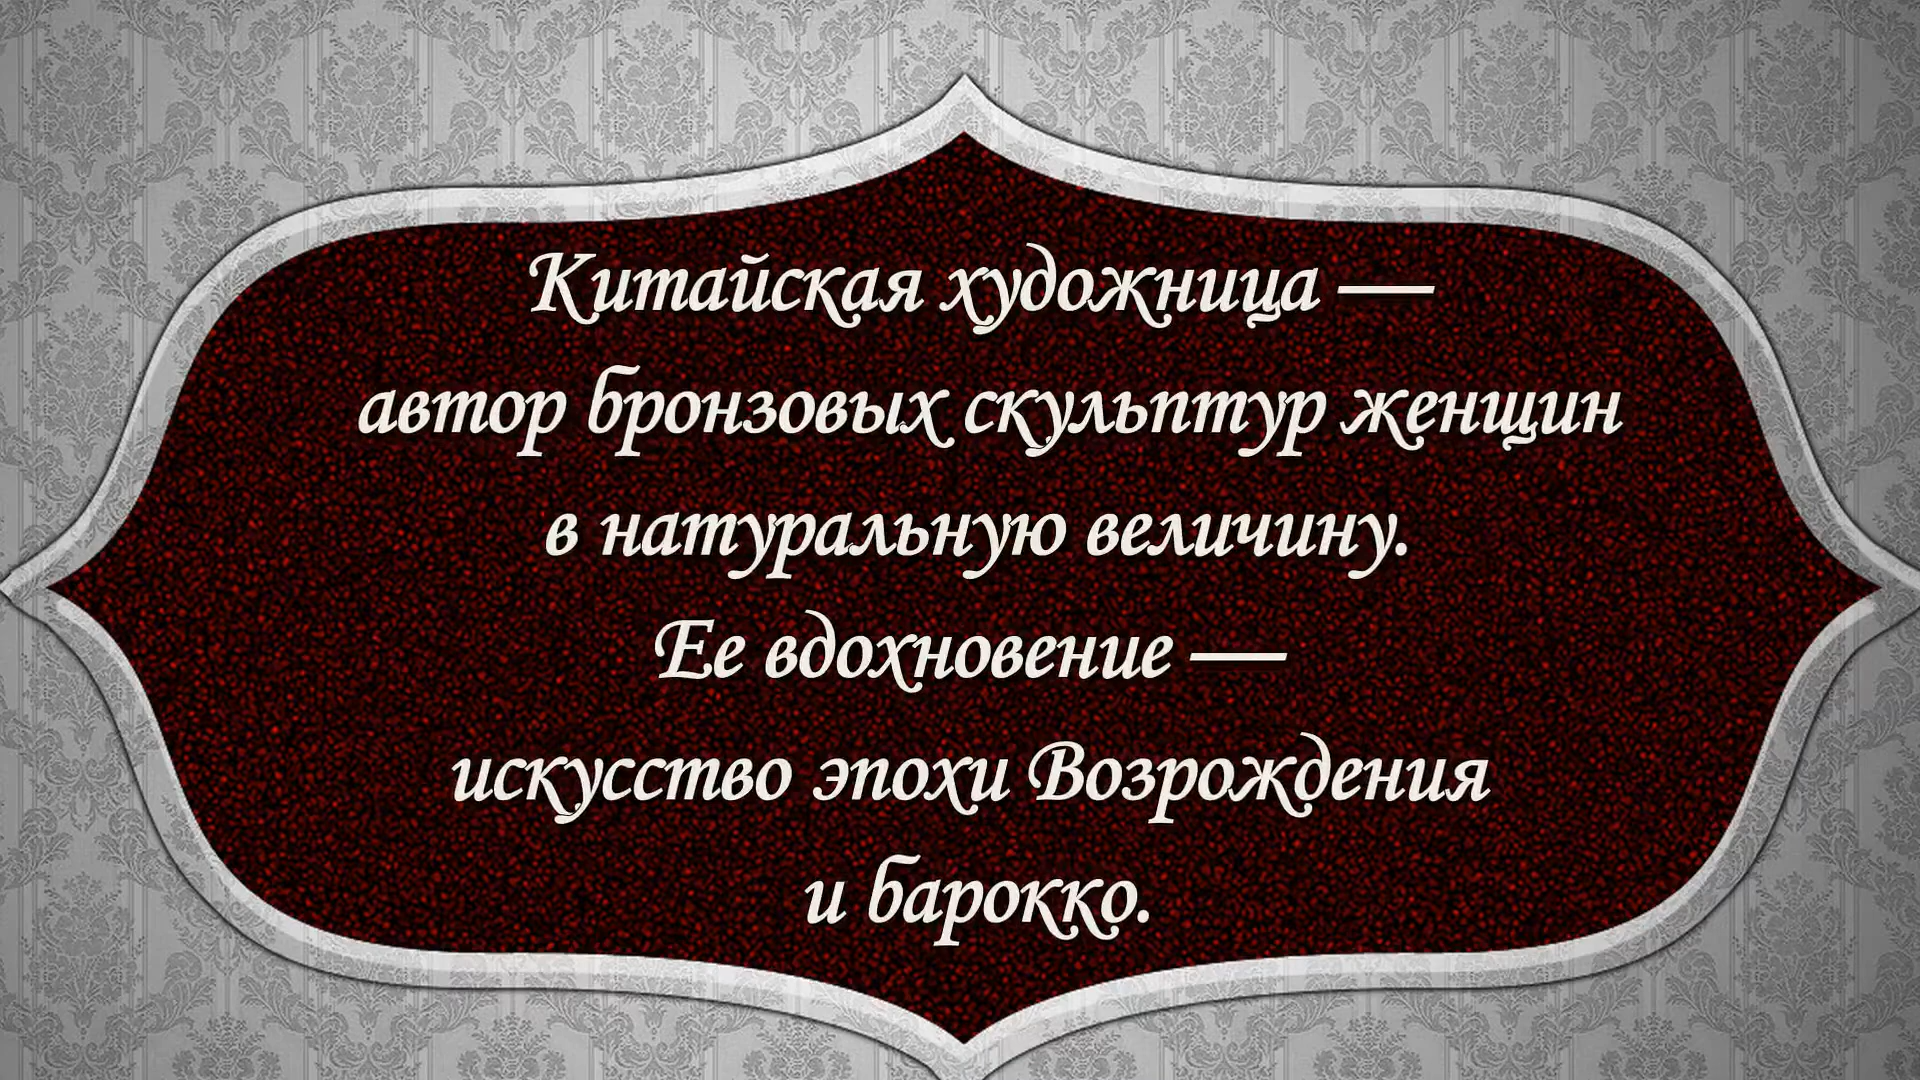 Китайская художница —
автор бронзовых скульптур женщин
в натуральную величину.
Ее вдохновение —
искусство эпохи Возрождения
и барокко.